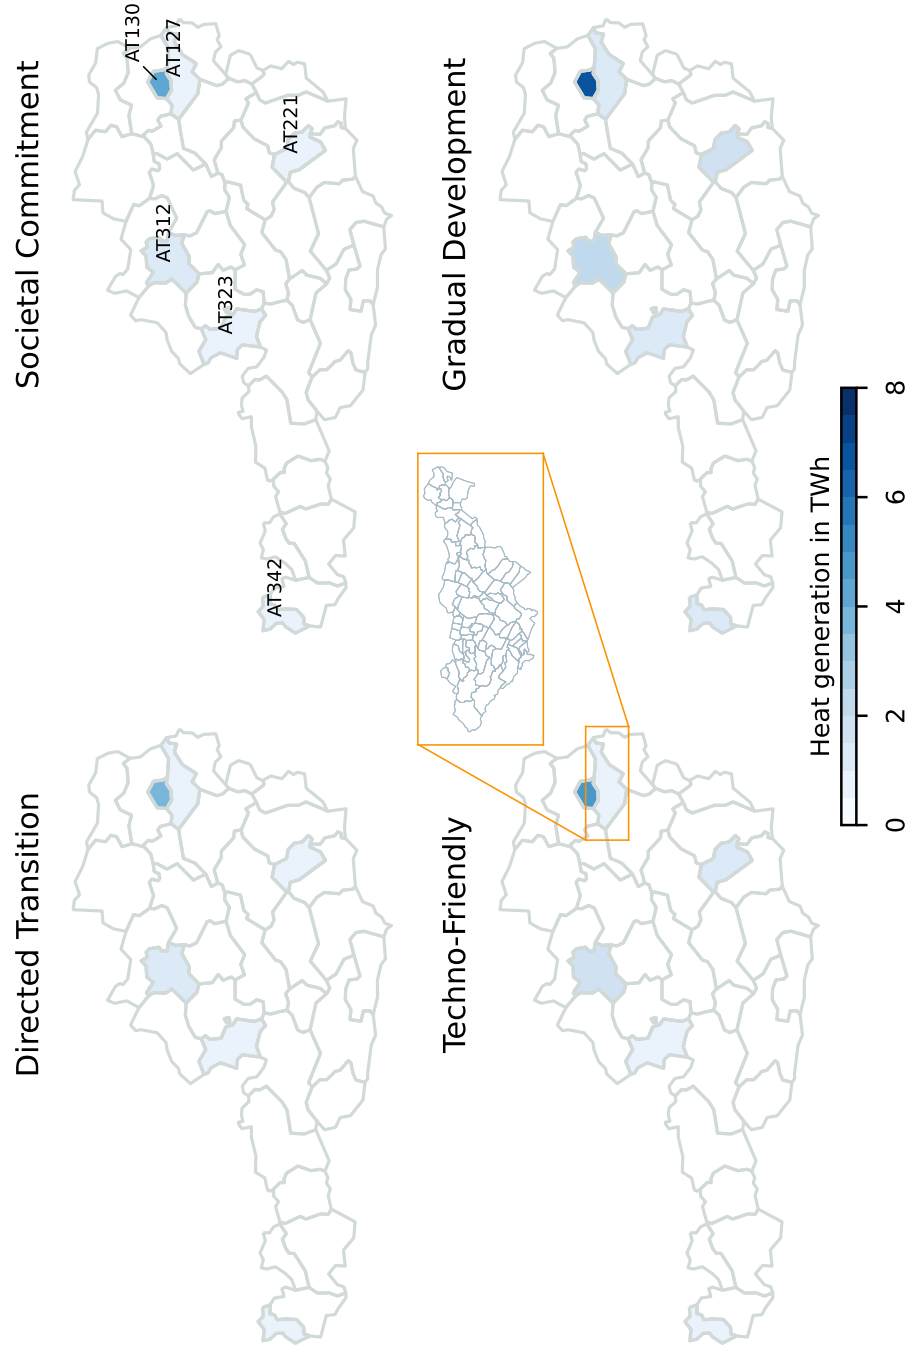 Directed Transition
Societal Commitment
AT130
AT127
AT312
AT221
AT323
AT342
Techno-Friendly
Gradual Development
Heat generation in TWh
0 2 4 6 8